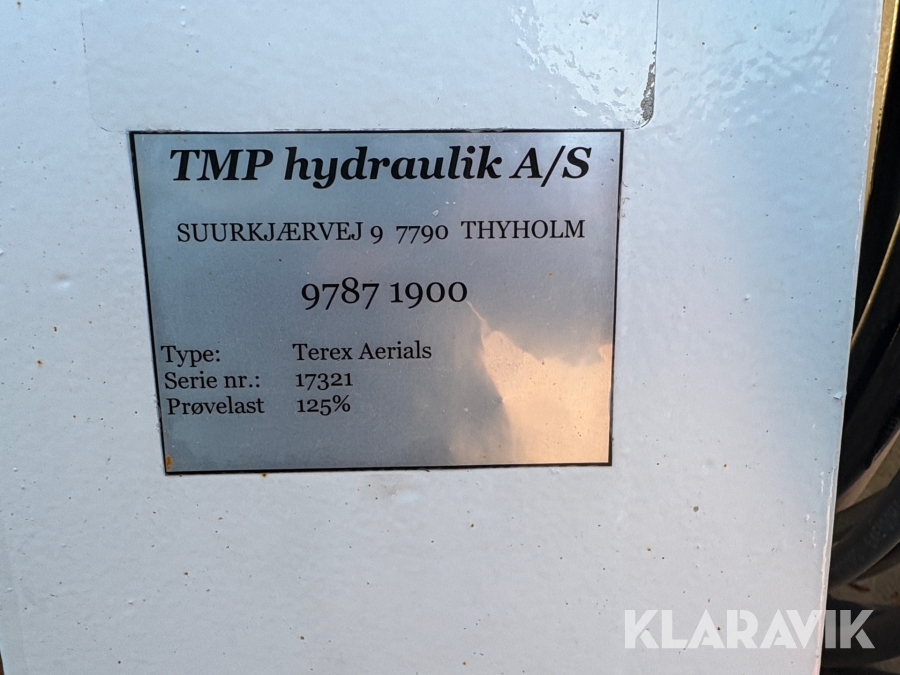 TMP hydraulik A/S
SUURKJÆRVEJ 9 7790 THYHOLM
9787 1900
Type: Terex Aerials
Serie nr.: 17321
Prøvelast 125%
KLARAVIK